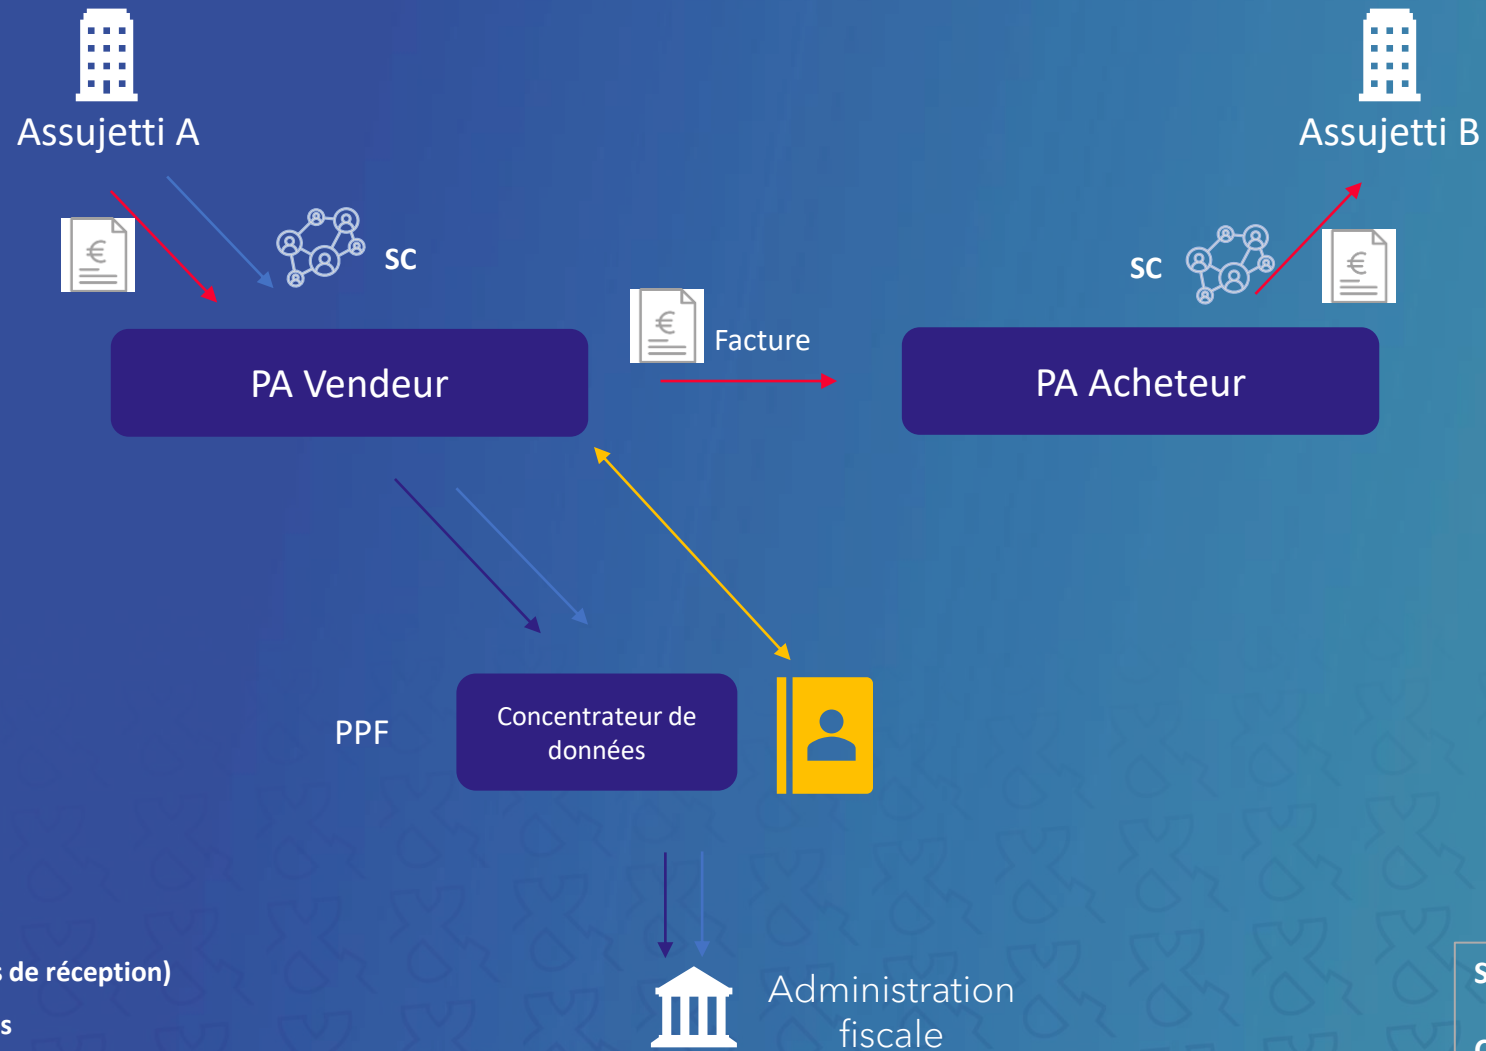 Assujetti A
Assujetti B
SC
SC
Facture
PA Vendeur
PA Acheteur
PPF
Concentrateur de
données
de réception)
Administration
fiscale